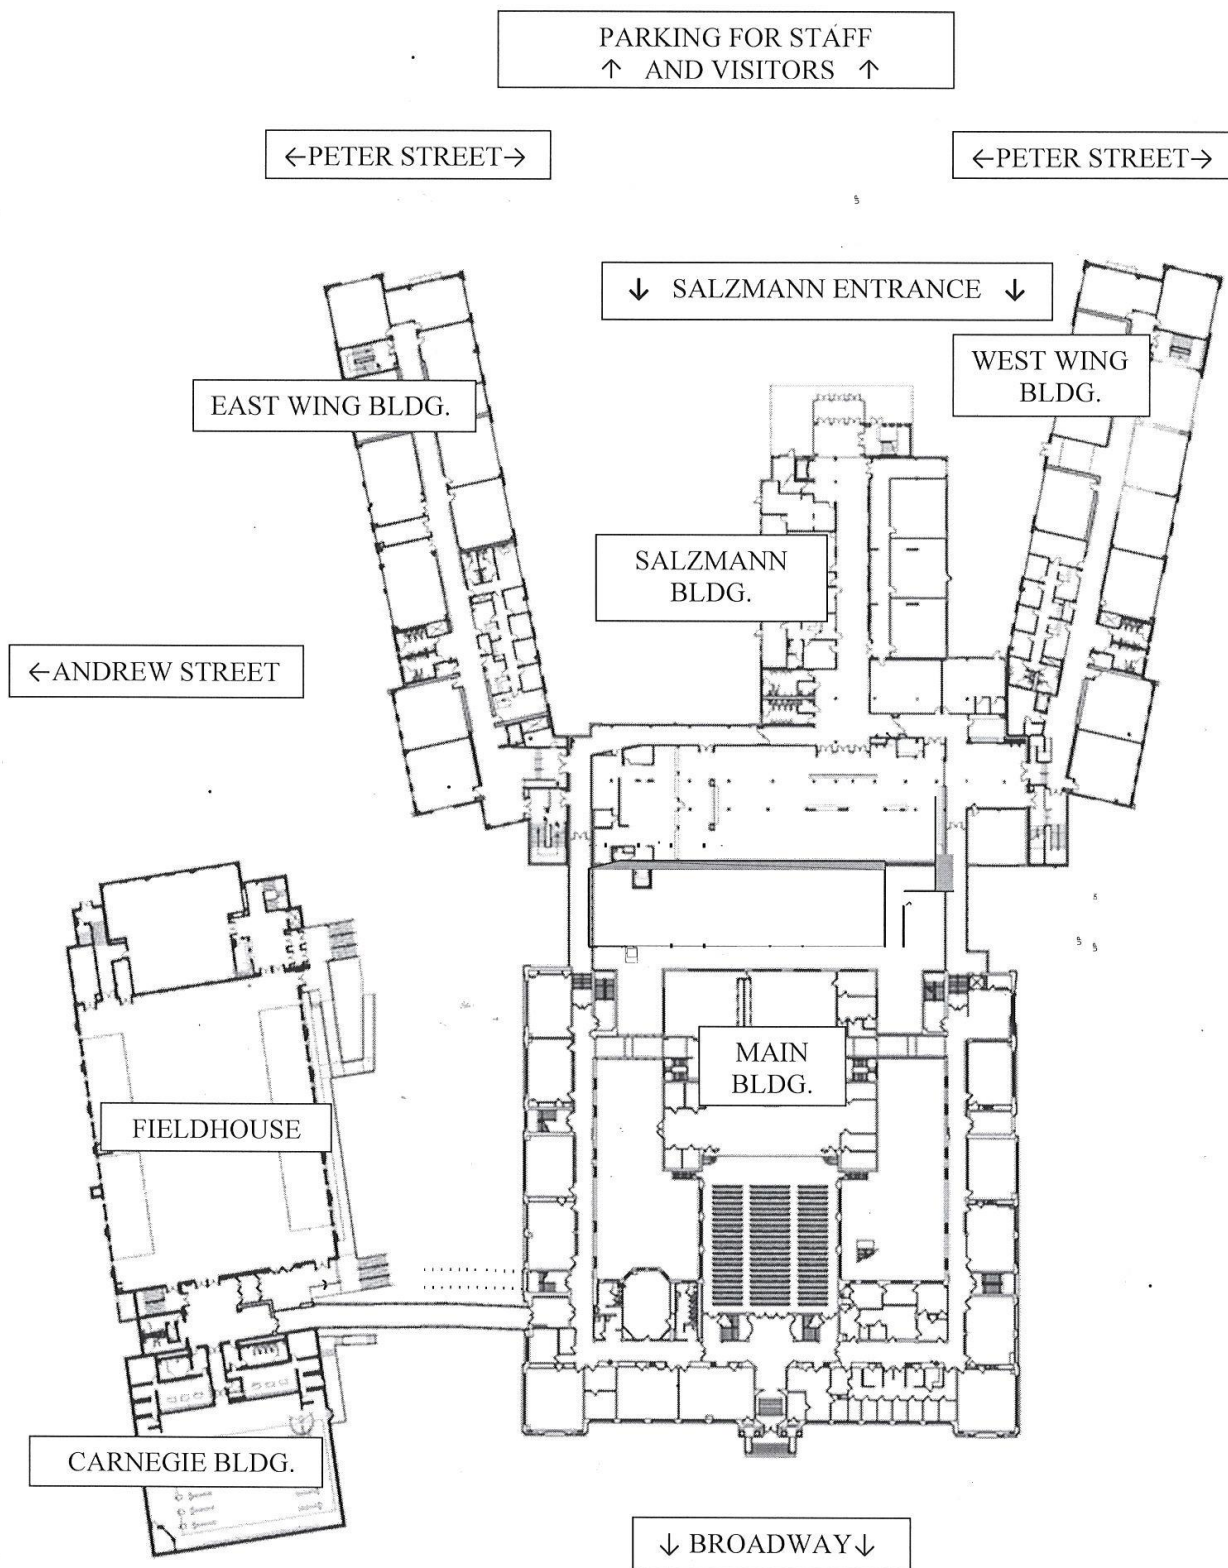 PARKING FOR STAFF
↑ AND VISITORS ↑
←PETER STREET→
←PETER STREET→
↓ SALZMANN ENTRANCE ↓
WEST WING
BLDG.
EAST WING BLDG.
SALZMANN
BLDG.
←ANDREW STREET
MAIN
BLDG.
FIELDHOUSE
CARNEGIE BLDG.
↓ BROADWAY↓